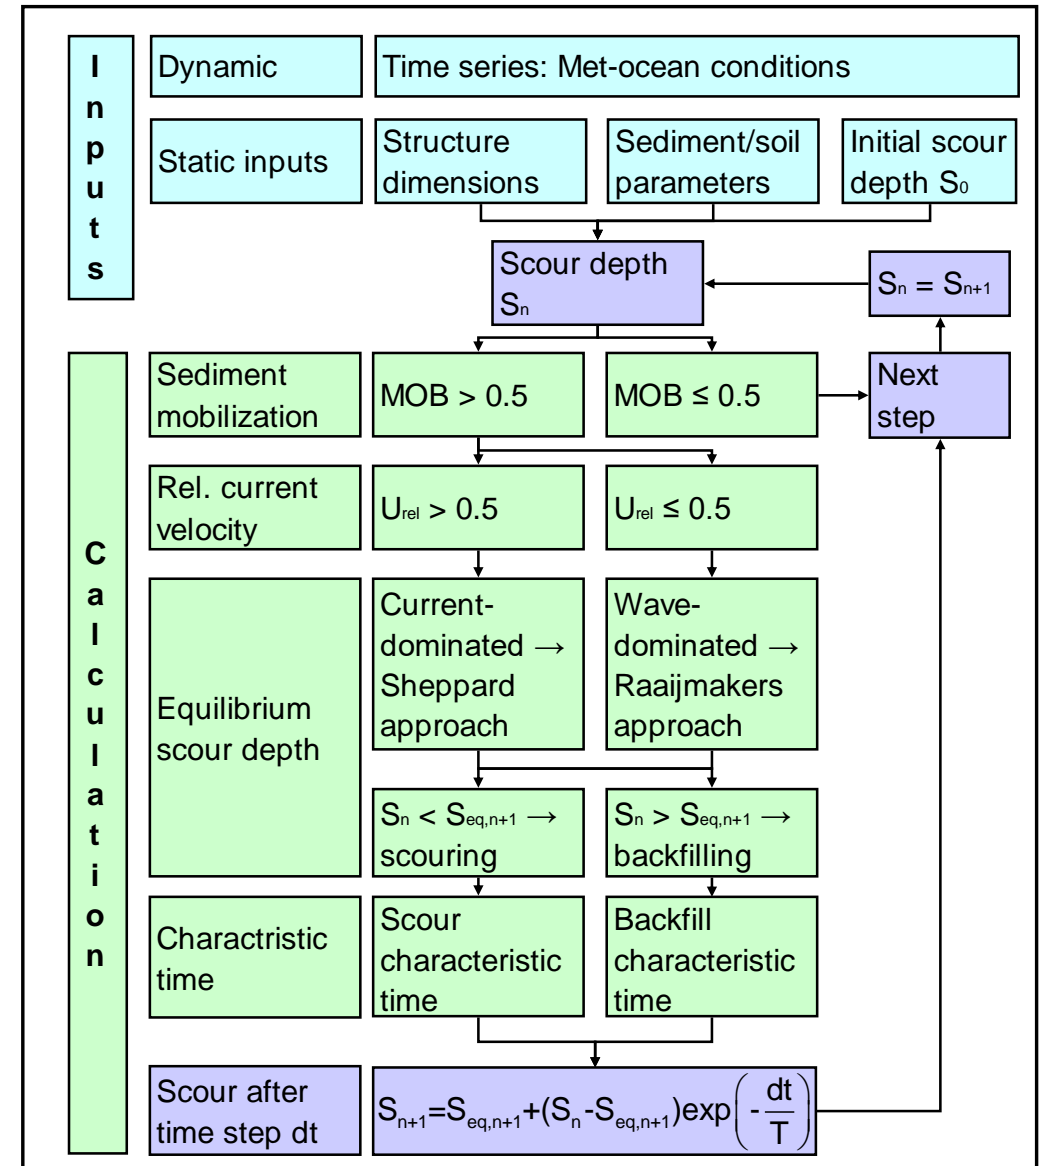 Inputs
Dynamic
Time series: Met-ocean conditions
Static inputs
Structure
dimensions
Sediment/soil
parameters
Initial scour
depth S0
Scour depth
Sn
Sn = Sn+1
Calculation
Sediment
mobilization
MOB > 0.5
MOB ≤ 0.5
Next
step
Rel. current
velocity
Urel > 0.5
Urel ≤ 0.5
Equilibrium
scour depth
Current-
dominated →
Sheppard
approach
Wave-
dominated →
Raaijmakers
approach
Sn < Seq,n+1 →
scouring
Sn > Seq,n+1 →
backfilling
Charactristic
time
Scour
characteristic
time
Backfill
characteristic
time
Scour after
time step dt
Sn+1=Seq,n+1+(Sn-Seq,n+1)exp(-dt/T)